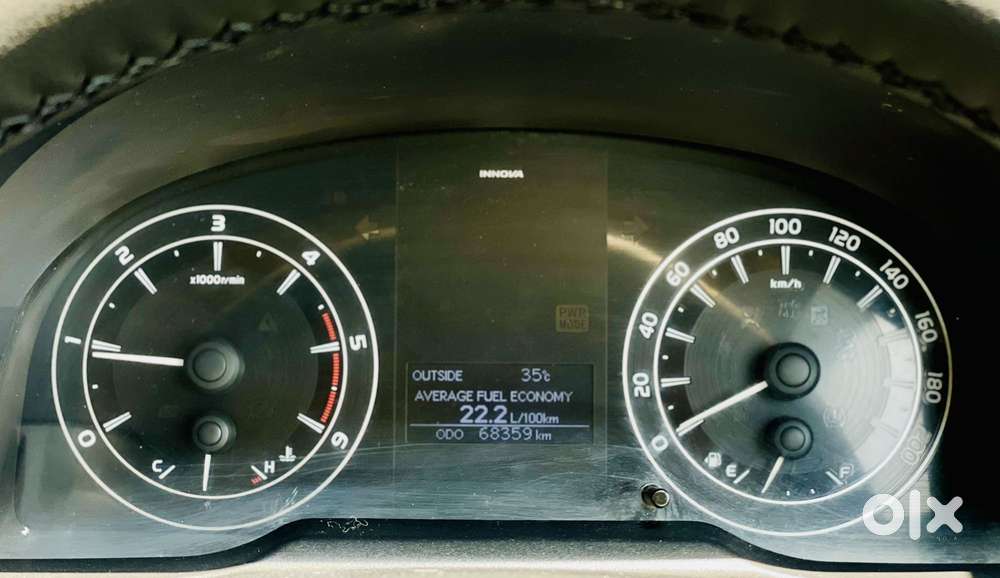 INNOVA
0
1
2
3
4
5
6
x1000r/min
C
H
PWR
MODE
OUTSIDE 35℃
AVERAGE FUEL ECONOMY
22.2 L/100km
ODO 68359 km
0
20
40
60
80
100
120
140
160
180
200
km/h
E
F
olx